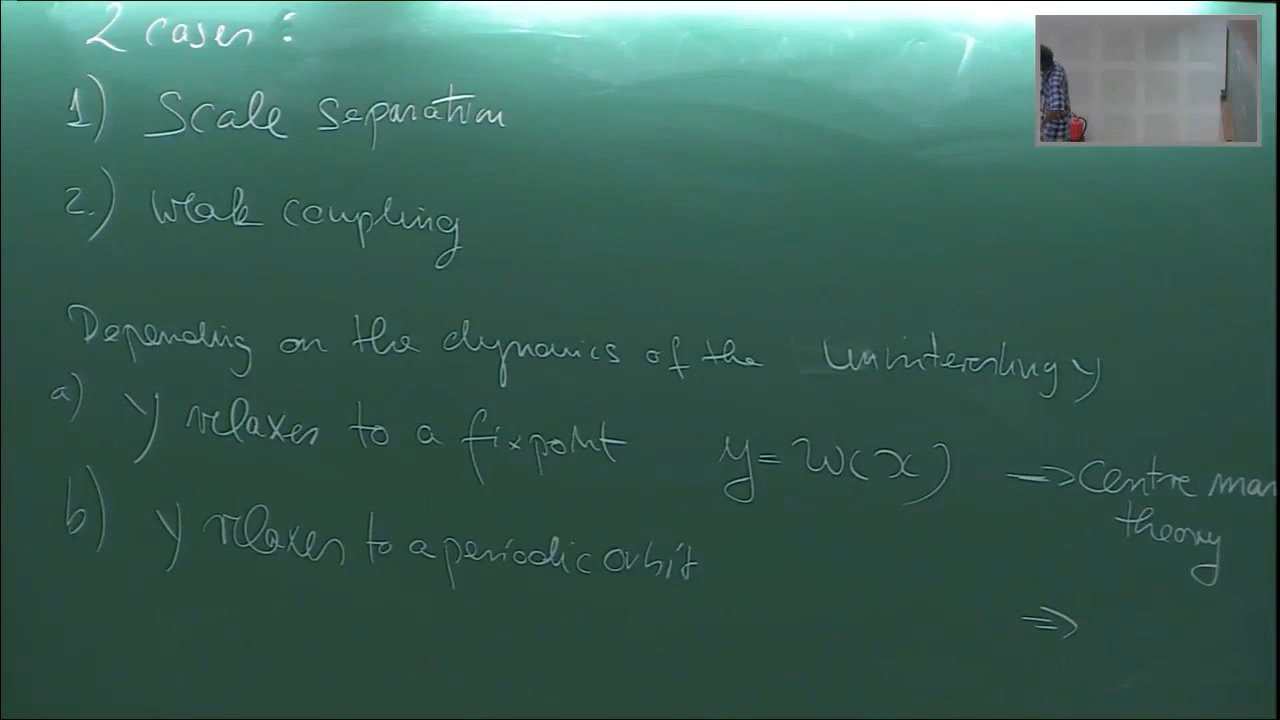 2 cases :
1) Scale separation
2.) Weak coupling
Depending on the dynamics of the uninteresting y
a) y relaxes to a fixpoint y = w(x) → Centre man
theory
b) y relaxes to a periodic orbit
⇒